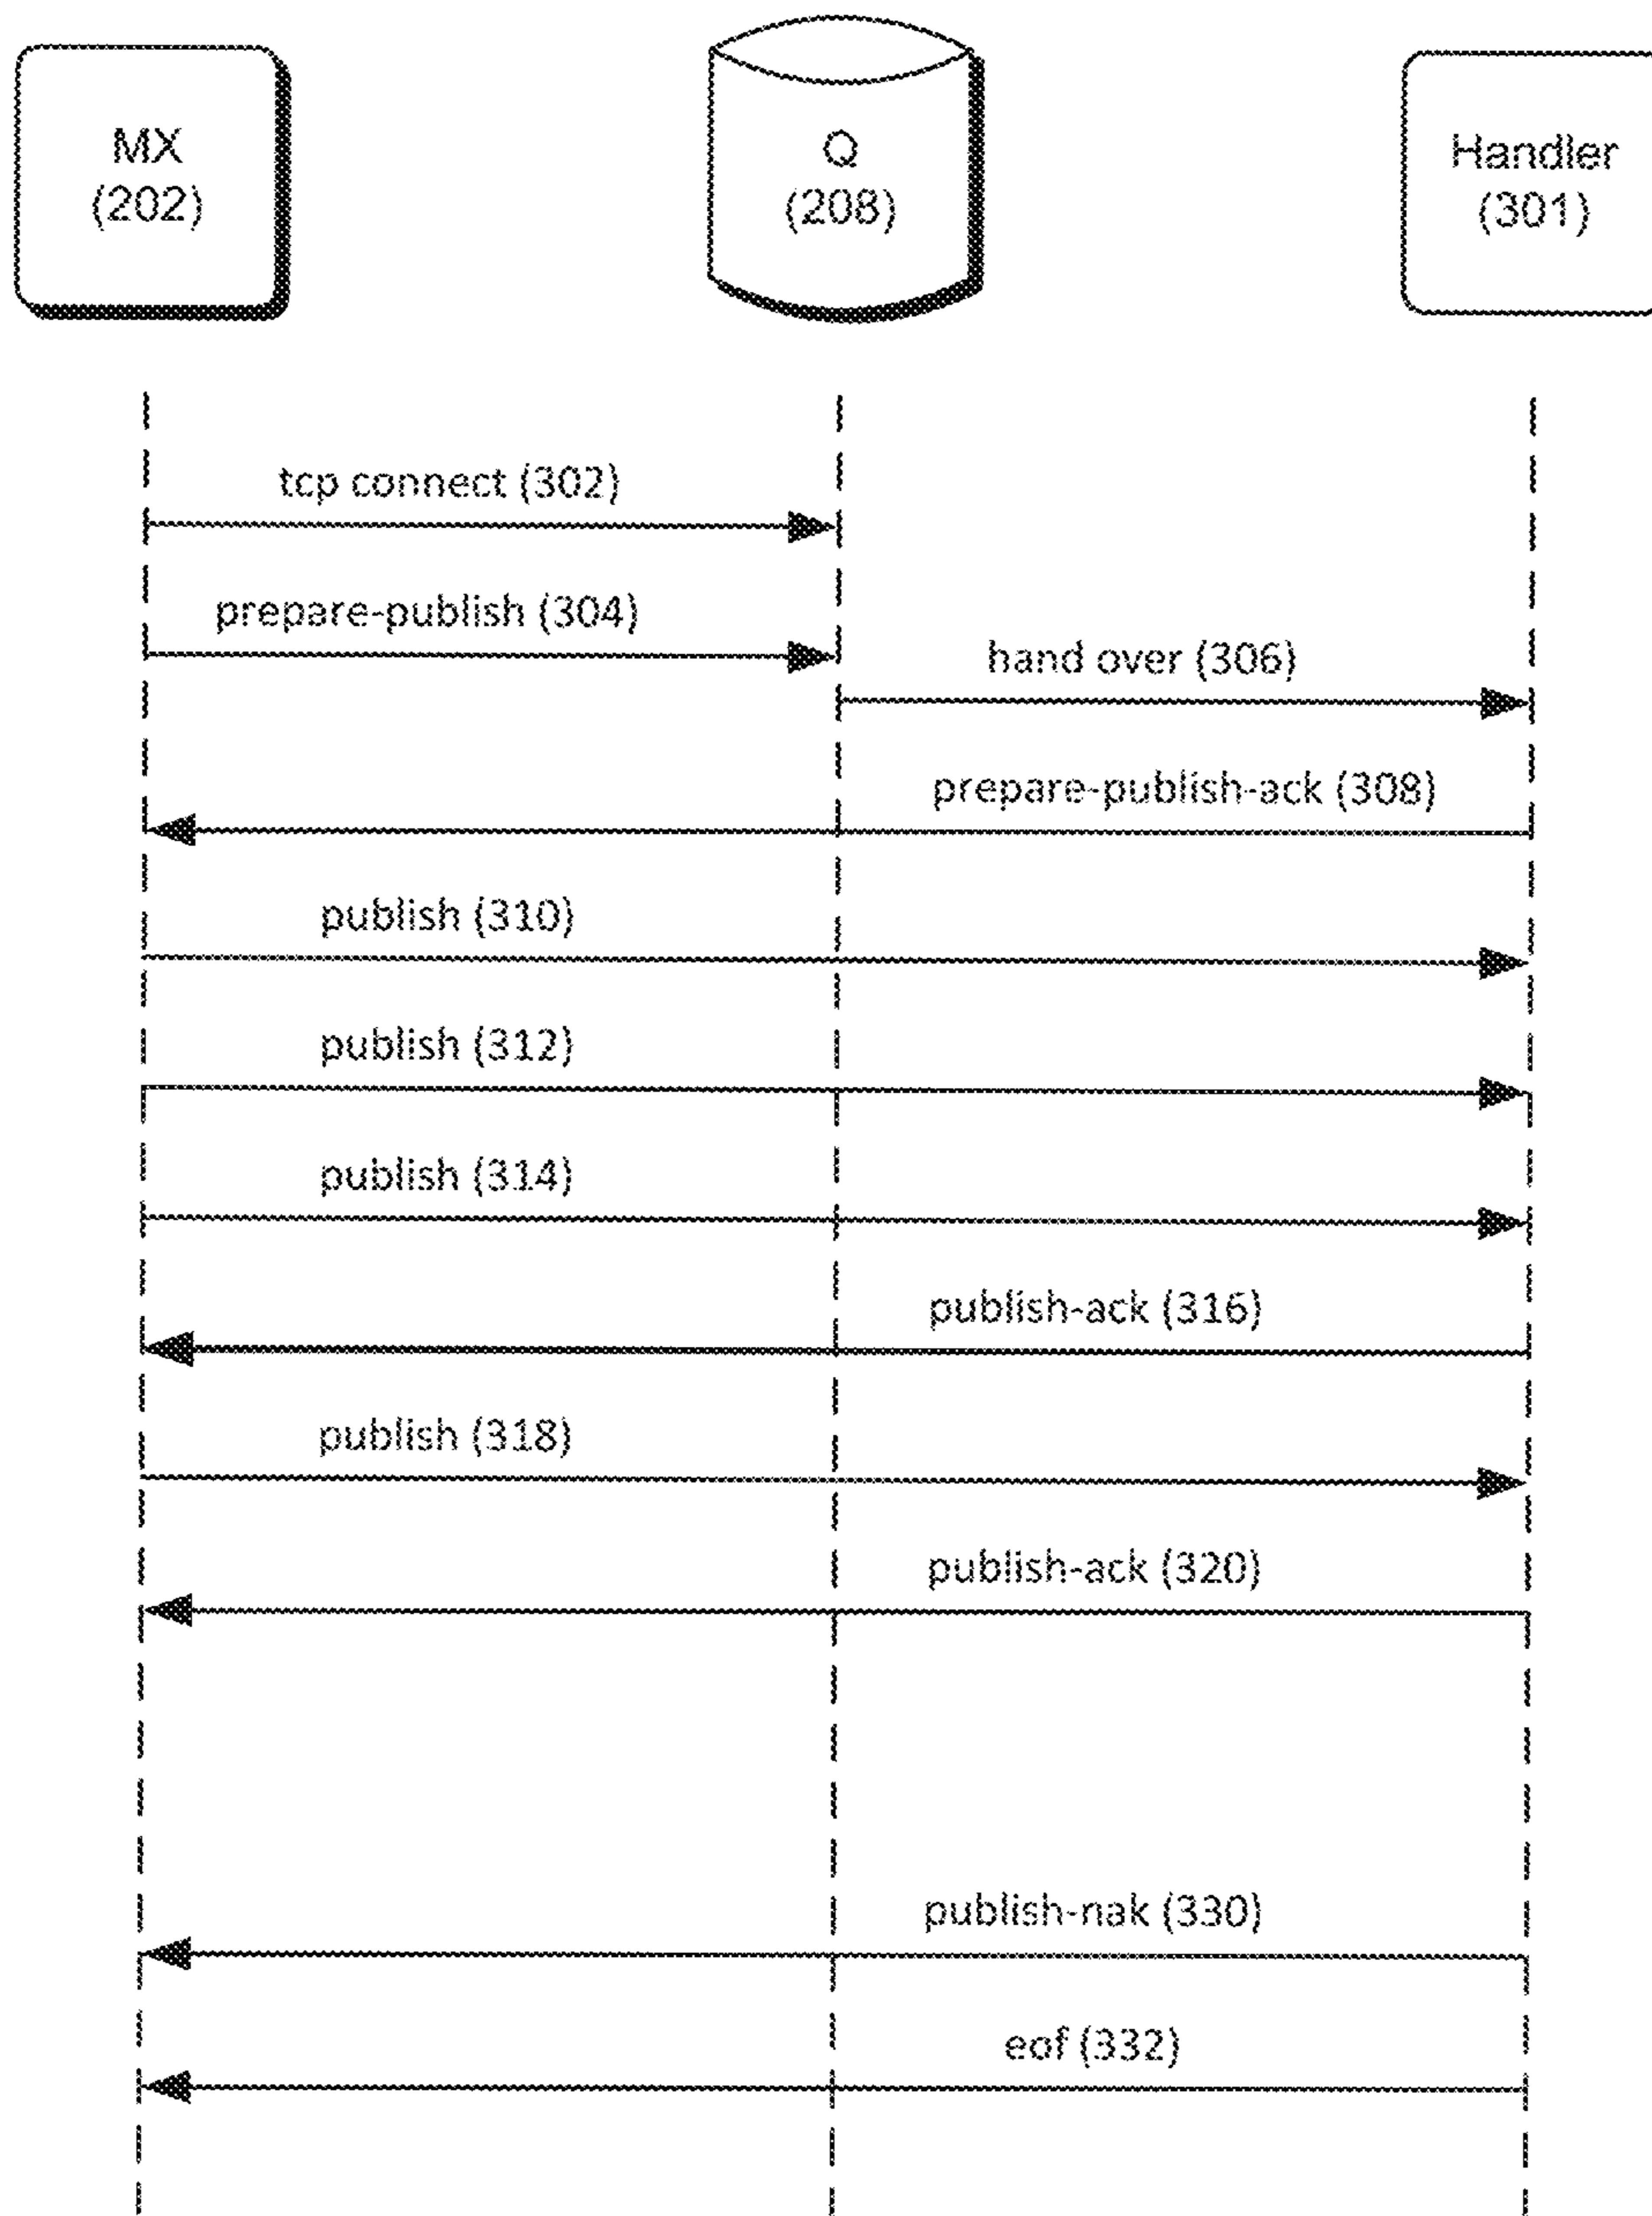 MX
(202)
Q
(208)
Handler
(301)
tcp connect (302)
prepare-publish (304)
hand over (306)
prepare-publish-ack (308)
publish (310)
publish (312)
publish (314)
publish-ack (316)
publish (318)
publish-ack (320)
publish-nak (330)
eof (332)